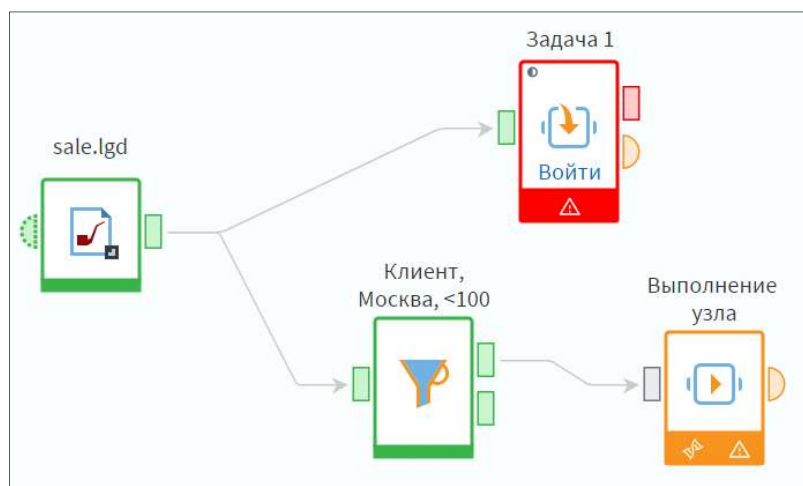 Задача 1
Войти
sale.lgd
Клиент,
Москва, <100
Выполнение
узла